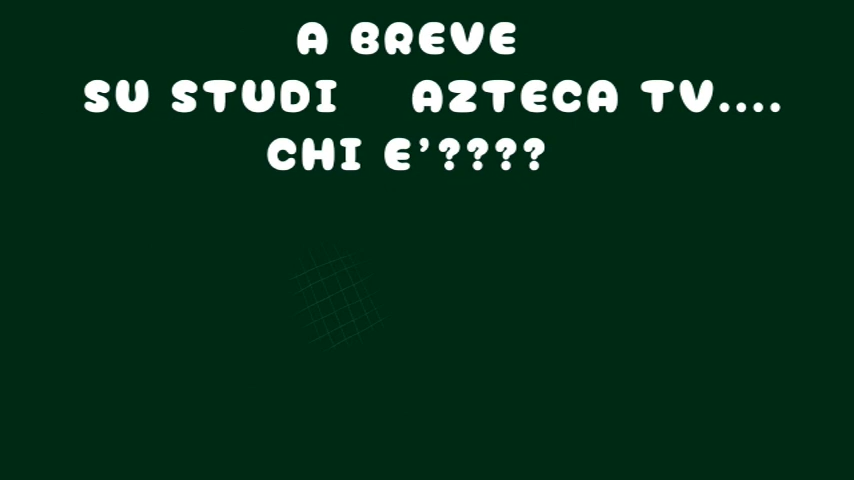 A BREVE
SU STUDI AZTECA TV....
CHI E'????